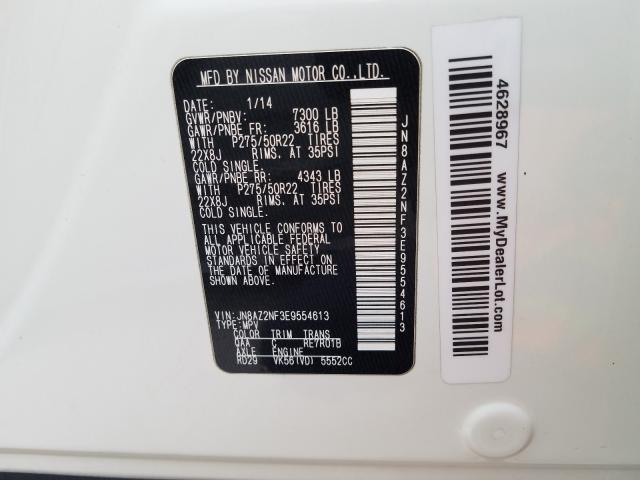 MFD BY NISSAN MOTOR CO.,LTD.
DATE: 1/14
GVWR/PNBV: 7300 LB
GAWR/PNBE FR: 3616 LB
WITH P275/50R22 TIRES
22X8J RIMS, AT 35PSI
COLD SINGLE.
GAWR/PNBE RR: 4343 LB
WITH P275/50R22 TIRES
22X8J RIMS, AT 35PSI
COLD SINGLE.
THIS VEHICLE CONFORMS TO
ALL APPLICABLE FEDERAL
MOTOR VEHICLE SAFETY
STANDARDS IN EFFECT ON
THE DATE OF MANUFACTURE
SHOWN ABOVE.
VIN: JN8AZ2NF3E9554613
TYPE: MPV
COLOR TRIM TRANS
QAA C RE7R01B
AXLE ENGINE
RD29 VK56(VD) 5552CC
JN8AZ2NF3E9554613
4628967
www.MyDealerLot.com